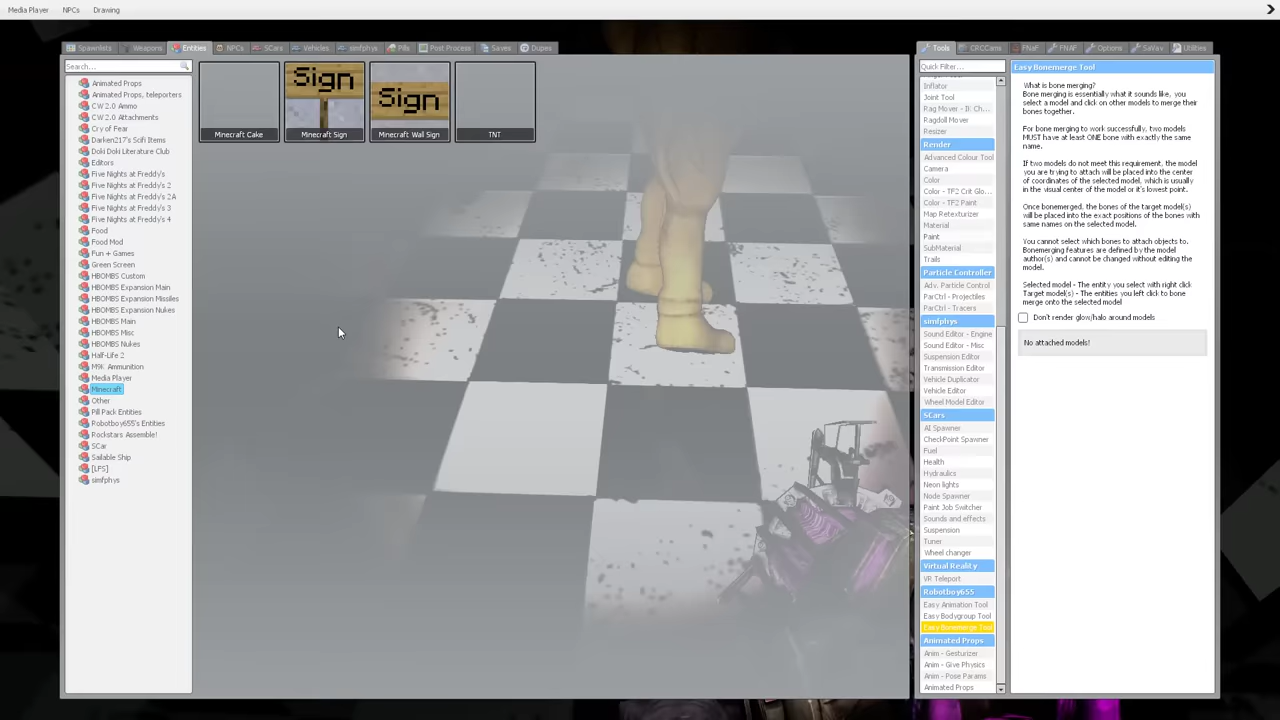 Media Player NPCs Drawing
Spawnlists Weapons Entities NPCs SCars Vehicles simfphys Pills Post Process Saves Dupes
Search...
Animated Props
Animated Props, teleporters
CW 2.0 Ammo
CW 2.0 Attachments
Cry of Fear
Darken217's Scifi Items
Doki Doki Literature Club
Editors
Five Nights at Freddy's
Five Nights at Freddy's 2
Five Nights at Freddy's 2A
Five Nights at Freddy's 3
Five Nights at Freddy's 4
Food
Food Mod
Fun + Games
Green Screen
HBOMBS Custom
HBOMBS Expansion Main
HBOMBS Expansion Missiles
HBOMBS Expansion Nukes
HBOMBS Main
HBOMBS Misc
HBOMBS Nukes
Half-Life 2
M9K Ammunition
Media Player
Minecraft
Other
Pill Pack Entities
Robotboy655's Entities
Rockstars Assemble!
SCar
Sailable Ship
[LFS]
simfphys
Sign
Sign
Minecraft Cake
Minecraft Sign
Minecraft Wall Sign
TNT
Tools CRCCams FNaF FNAF Options SaVav Utilities
Quick Filter...
Inflator
Joint Tool
Rag Mover - IK Ch...
Ragdoll Mover
Resizer
Render
Advanced Colour Tool
Camera
Color
Color - TF2 Crit Glo...
Color - TF2 Paint
Map Retexturizer
Material
Paint
SubMaterial
Trails
Particle Controller
Adv. Particle Control
ParCtrl - Projectiles
ParCtrl - Tracers
simfphys
Sound Editor - Engine
Sound Editor - Misc
Suspension Editor
Transmission Editor
Vehicle Duplicator
Vehicle Editor
Wheel Model Editor
SCars
AI Spawner
CheckPoint Spawner
Fuel
Health
Hydraulics
Neon lights
Node Spawner
Paint Job Switcher
Sounds and effects
Suspension
Tuner
Wheel changer
Virtual Reality
VR Teleport
Robotboy655
Easy Animation Tool
Easy Bodygroup Tool
Easy Bonemerge Tool
Animated Props
Anim - Gesturizer
Anim - Give Physics
Anim - Pose Params
Animated Props
Easy Bonemerge Tool
What is bone merging?
Bone merging is essentially what it sounds like, you
select a model and click on other models to merge their
bones together.
For bone merging to work successfully, two models
MUST have at least ONE bone with exactly the same
name.
If two models do not meet this requirement, the model
you are trying to attach will be placed into the center
of coordinates of the selected model, which is usually
in the visual center of the model or it's lowest point.
Once bonemerged, the bones of the target model(s)
will be placed into the exact positions of the bones with
same names on the selected model.
You cannot select which bones to attach objects to.
Bonemerging features are defined by the model
author(s) and cannot be changed without editing the
model.
Selected model - The entity you select with right click
Target model(s) - The entities you left click to bone
merge onto the selected model
Don't render glow/halo around models
No attached models!